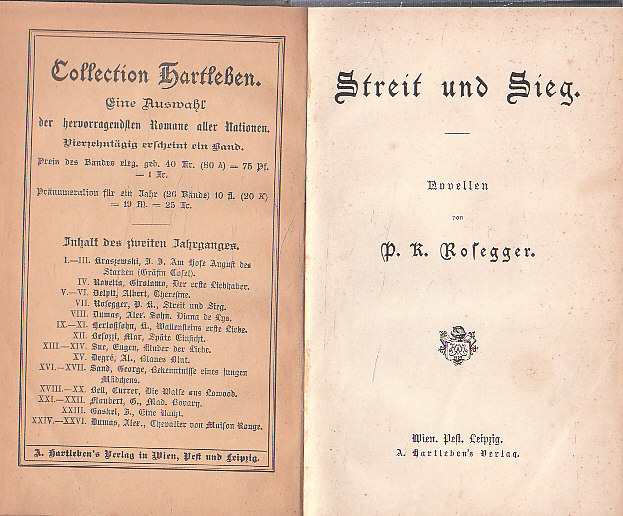 Collection Hartleben.
Eine Auswahl
der hervorragendsten Romane aller Nationen.
Vierzehntägig erscheint ein Band.
Preis des Bandes eleg. geb. 40 Kr. (80 h) = 75 Pf.
= 1 Fr.
Pränumeration für ein Jahr (26 Bände) 10 fl. (20 K)
= 19 M. = 25 Fr.
Inhalt des zweiten Jahrganges.
I.—III. Kraszewski, J. I. Am Hofe August des
Starken (Gräfin Cosel).
IV. Rovetta, Girolamo, Der erste Liebhaber.
V.—VI. Delpit, Albert, Theresine.
VII. Rosegger, P. K., Streit und Sieg.
VIII. Dumas, Alex. Sohn. Diana de Lys.
IX.—XI. Herloßsohn, K., Wallensteins erste Liebe.
XII. Besozzi, Mar, Späte Einsicht.
XIII.—XIV. Sue, Eugen, Kinder der Liebe.
XV. Degré, Al., Blaues Blut.
XVI.—XVII. Sand, George, Bekenntnisse eines jungen
Mädchens.
XVIII.—XX. Bell, Currer, Die Waise aus Lowood.
XXI.—XXII. Flaubert, G., Mad. Bovary.
XXIII. Gaskel, J., Eine Nacht.
XXIV.—XXVI. Dumas, Alex., Chevalier von Maison Rouge.
A. Hartleben's Verlag in Wien, Pest und Leipzig.
Streit und Sieg.
Novellen
von
P. K. Rosegger.
Wien. Pest. Leipzig.
A. Hartleben's Verlag.